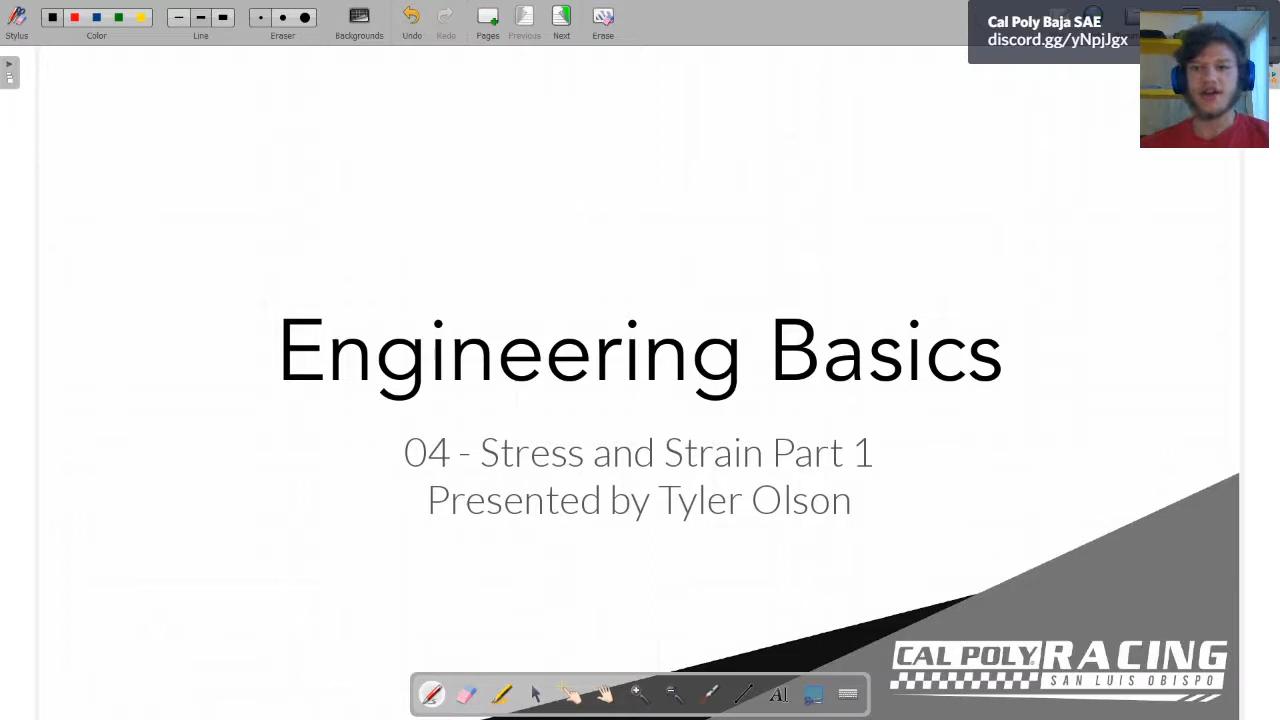 Stylus
Color
Line
Eraser
Backgrounds
Undo
Redo
Pages
Previous
Next
Erase
Cal Poly Baja SAE
discord.gg/yNpjJgx
Engineering Basics
04 - Stress and Strain Part 1
Presented by Tyler Olson
CAL POLY RACING
SAN LUIS OBISPO
AI